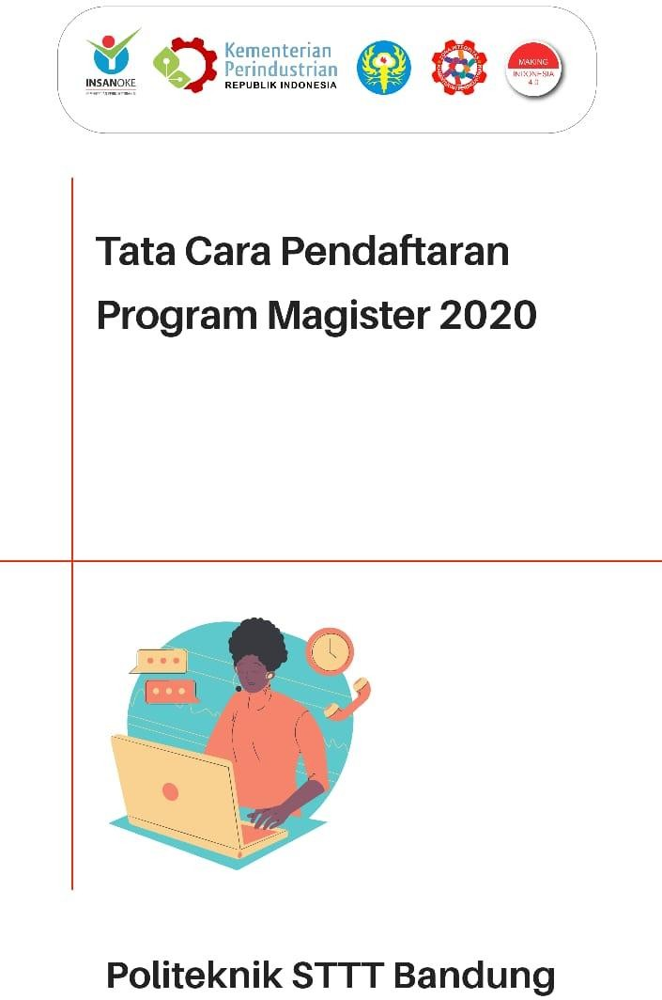 INSANOKE
Kementerian
Perindustrian
REPUBLIK INDONESIA
MAKING
INDONESIA
4.0
Tata Cara Pendaftaran
Program Magister 2020
Politeknik STTT Bandung